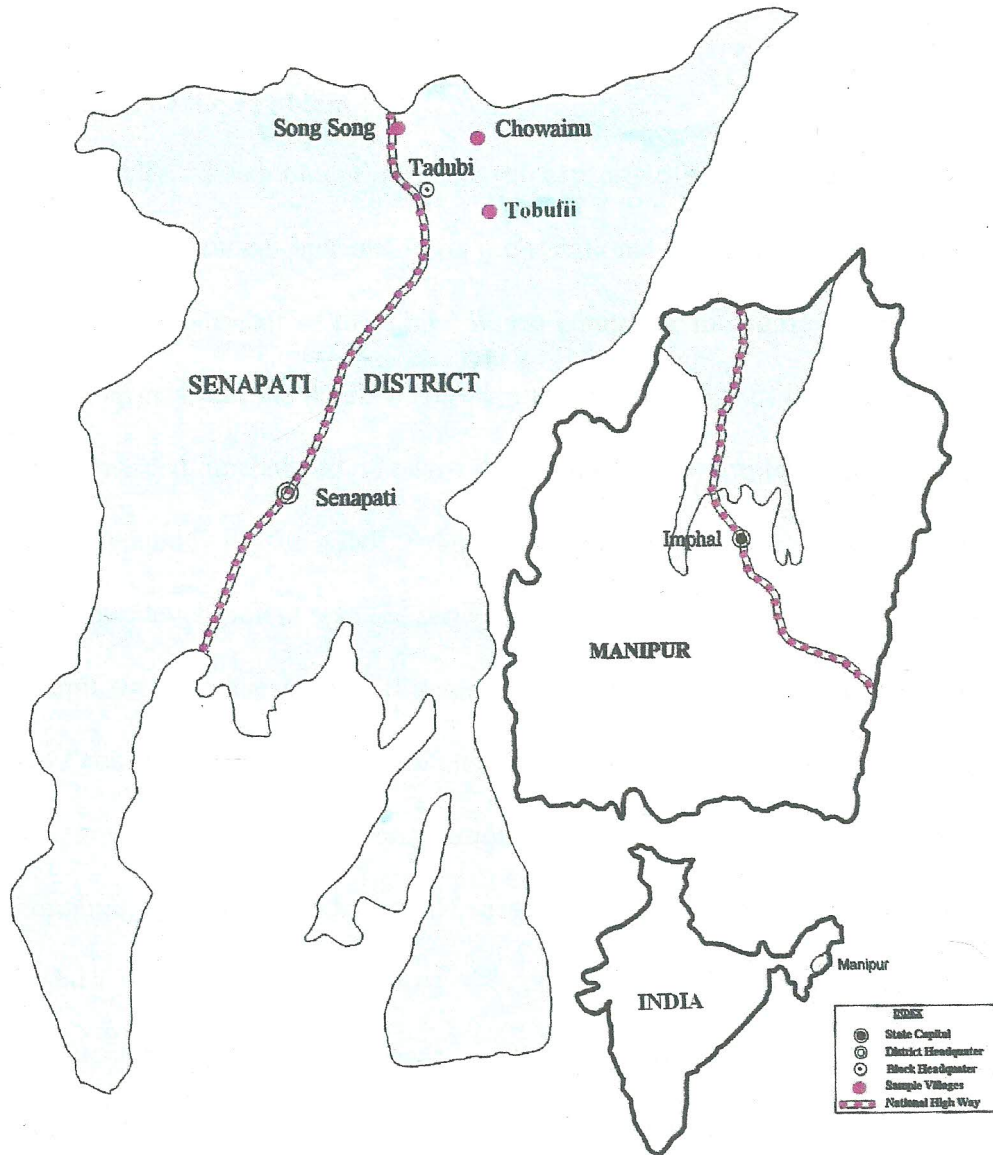 Song Song
Chowainu
Tadubi
Tobufii
SENAPATI DISTRICT
Senapati
Imphal
MANIPUR
INDIA
Manipur
INDEX
State Capital
District Headquater
Block Headquater
Sample Villages
National High Way